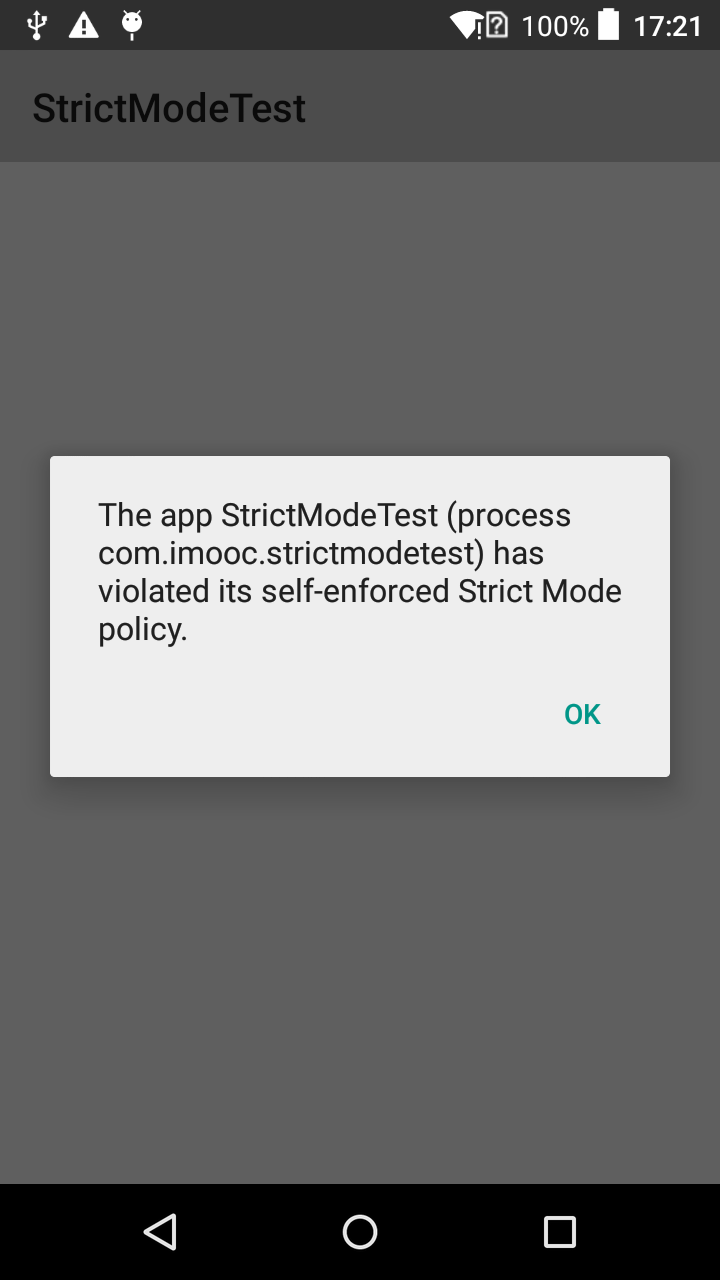 100% 17:21
StrictModeTest
The app StrictModeTest (process
com.imooc.strictmodetest) has
violated its self-enforced Strict Mode
policy.
OK